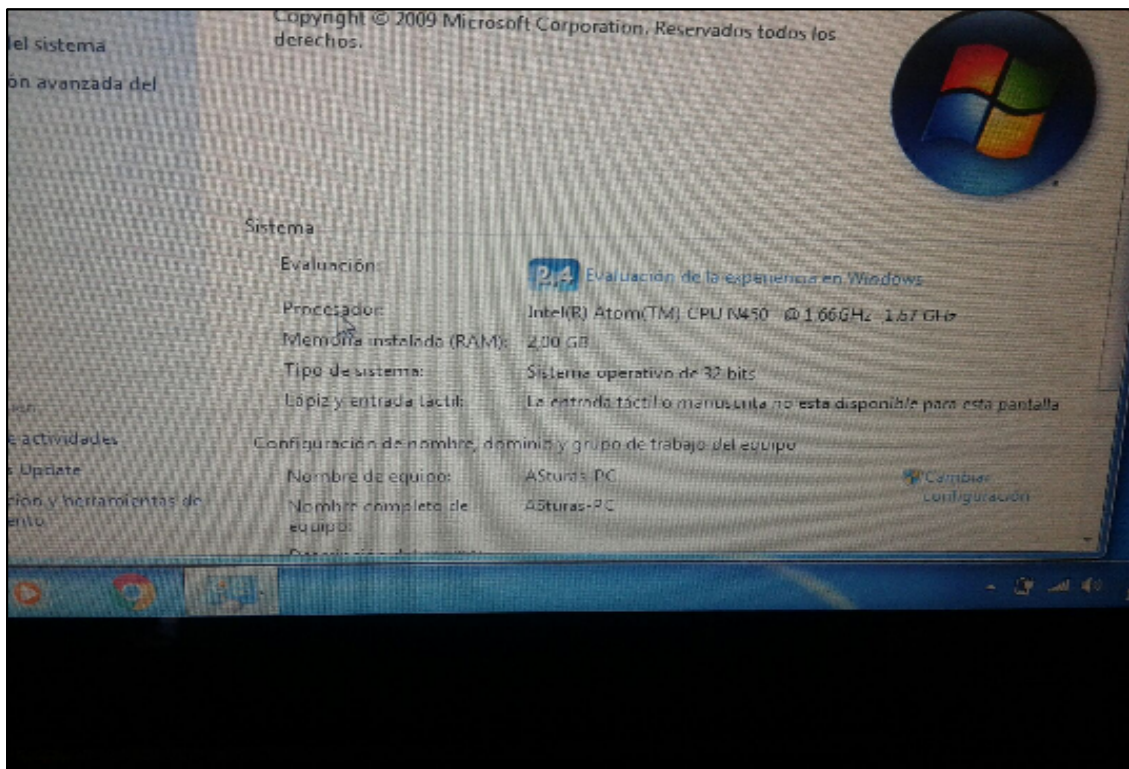 Copyright © 2009 Microsoft Corporation. Reservados todos los
derechos.
el sistema
ón avanzada del
Sistema
Evaluación:
2,4 Evaluación de la experiencia en Windows
Procesador: Intel(R) Atom(TM) CPU N450 @ 1.66GHz 1.67 GHz
Memoria instalada (RAM): 2,00 GB
Tipo de sistema: Sistema operativo de 32 bits
Lápiz y entrada táctil: La entrada táctil o manuscrita no está disponible para esta pantalla
e actividades
Configuración de nombre, dominio y grupo de trabajo del equipo
s Update
Nombre de equipo: ASturas-PC
Cambiar
configuración
ción y herramientas de
ento
Nombre completo de
equipo:
ASturas-PC